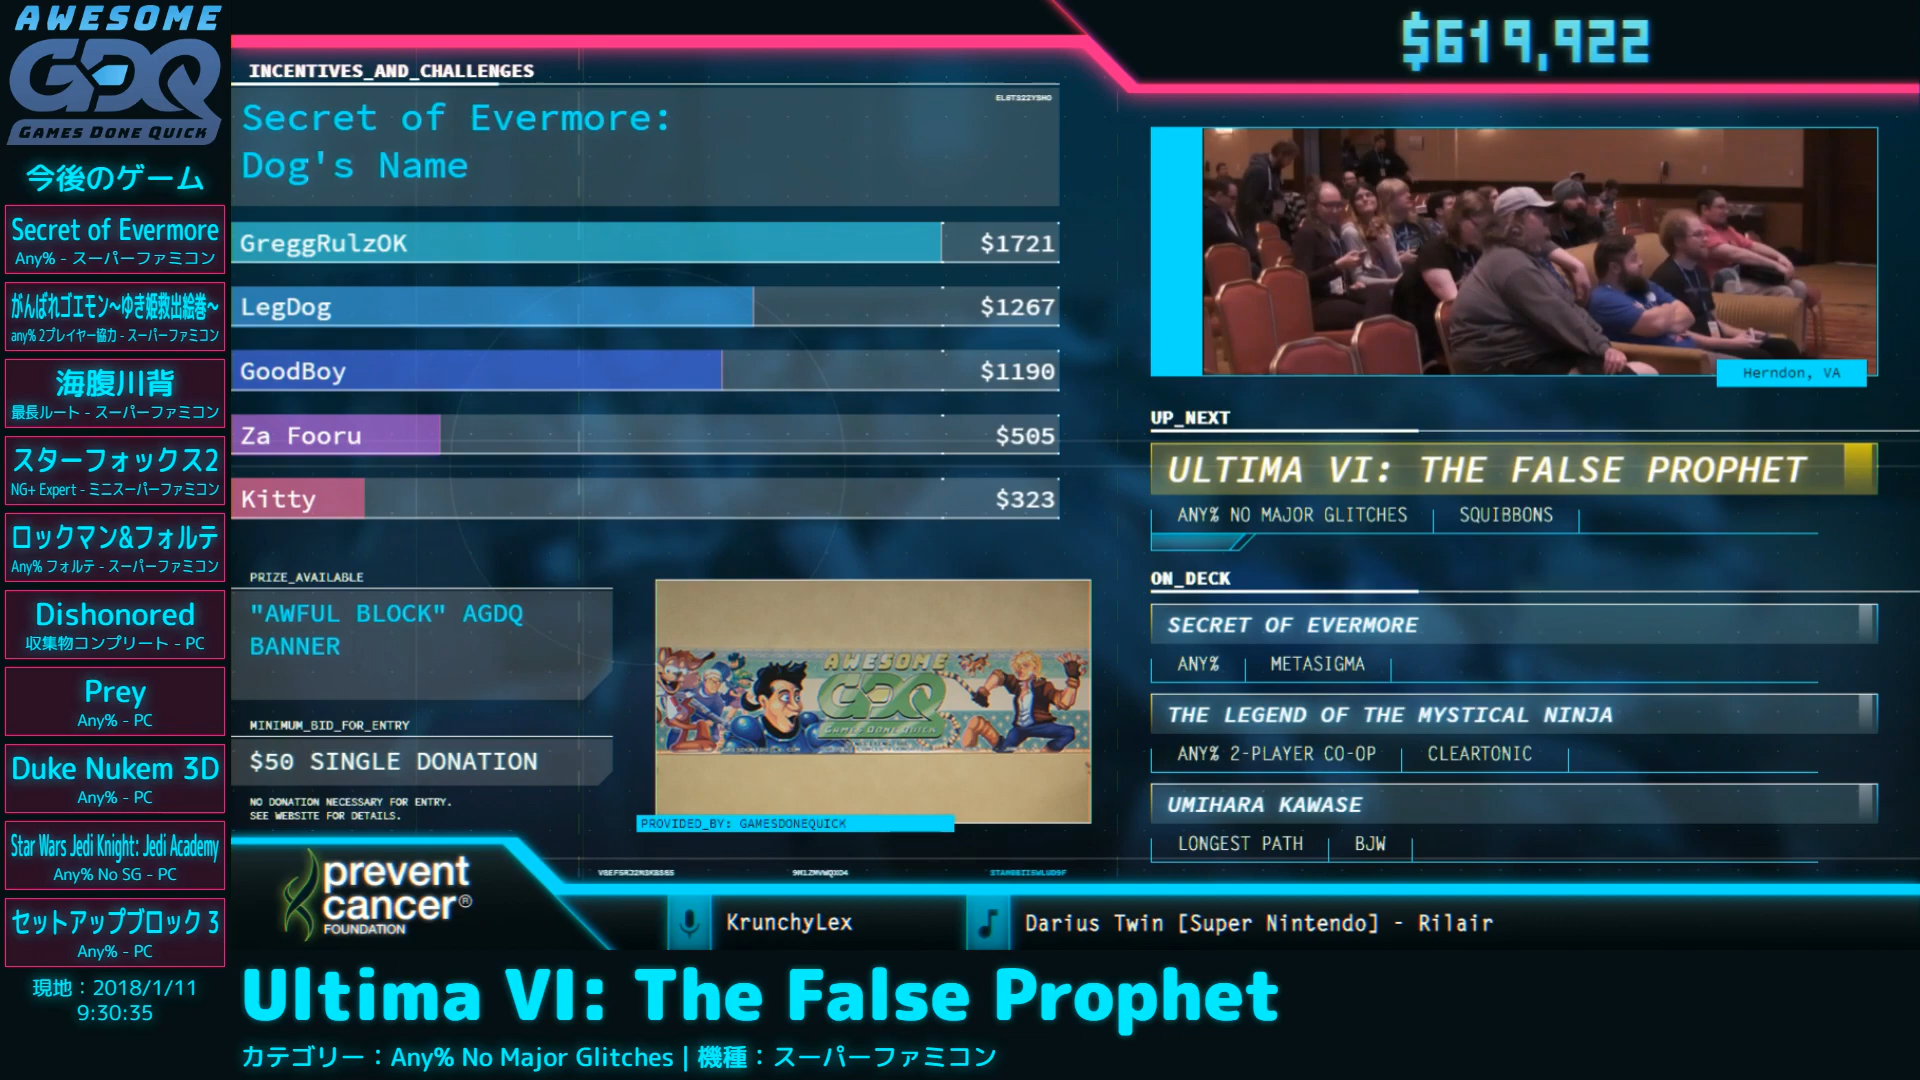 AWESOME
GDQ
GAMES DONE QUICK
今後のゲーム
Secret of Evermore
Any% - スーパーファミコン
がんばれゴエモン〜ゆき姫救出絵巻〜
any% 2プレイヤー協力 - スーパーファミコン
海腹川背
最長ルート - スーパーファミコン
スターフォックス2
NG+ Expert - ミニスーパーファミコン
ロックマン&フォルテ
Any% フォルテ - スーパーファミコン
Dishonored
収集物コンプリート - PC
Prey
Any% - PC
Duke Nukem 3D
Any% - PC
Star Wars Jedi Knight: Jedi Academy
Any% No SG - PC
セットアップブロック 3
Any% - PC
現地：2018/1/11
9:30:35
INCENTIVES_AND_CHALLENGES
Secret of Evermore:
Dog's Name
GreggRulzOK $1721
LegDog $1267
GoodBoy $1190
Za Fooru $505
Kitty $323
PRIZE_AVAILABLE
"AWFUL BLOCK" AGDQ
BANNER
MINIMUM_BID_FOR_ENTRY
$50 SINGLE DONATION
NO DONATION NECESSARY FOR ENTRY.
SEE WEBSITE FOR DETAILS.
AWESOME
GDQ
GAMES DONE QUICK
PROVIDED_BY: GAMESDONEQUICK
$619,922
Herndon, VA
UP_NEXT
ULTIMA VI: THE FALSE PROPHET
ANY% NO MAJOR GLITCHES SQUIBBONS
ON_DECK
SECRET OF EVERMORE
ANY% METASIGMA
THE LEGEND OF THE MYSTICAL NINJA
ANY% 2-PLAYER CO-OP CLEARTONIC
UMIHARA KAWASE
LONGEST PATH BJW
prevent
cancer®
FOUNDATION
KrunchyLex
Darius Twin [Super Nintendo] - Rilair
Ultima VI: The False Prophet
カテゴリー：Any% No Major Glitches | 機種：スーパーファミコン